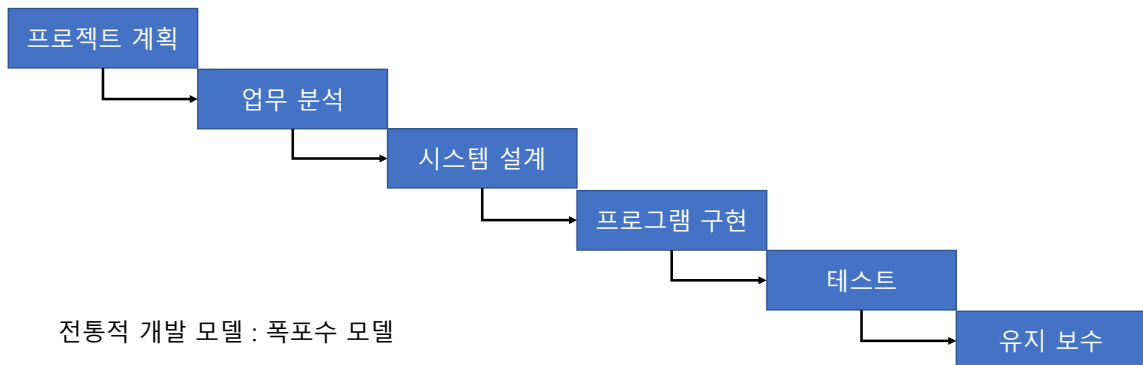 프로젝트 계획
업무 분석
시스템 설계
프로그램 구현
테스트
전통적 개발 모델 : 폭포수 모델
유지 보수